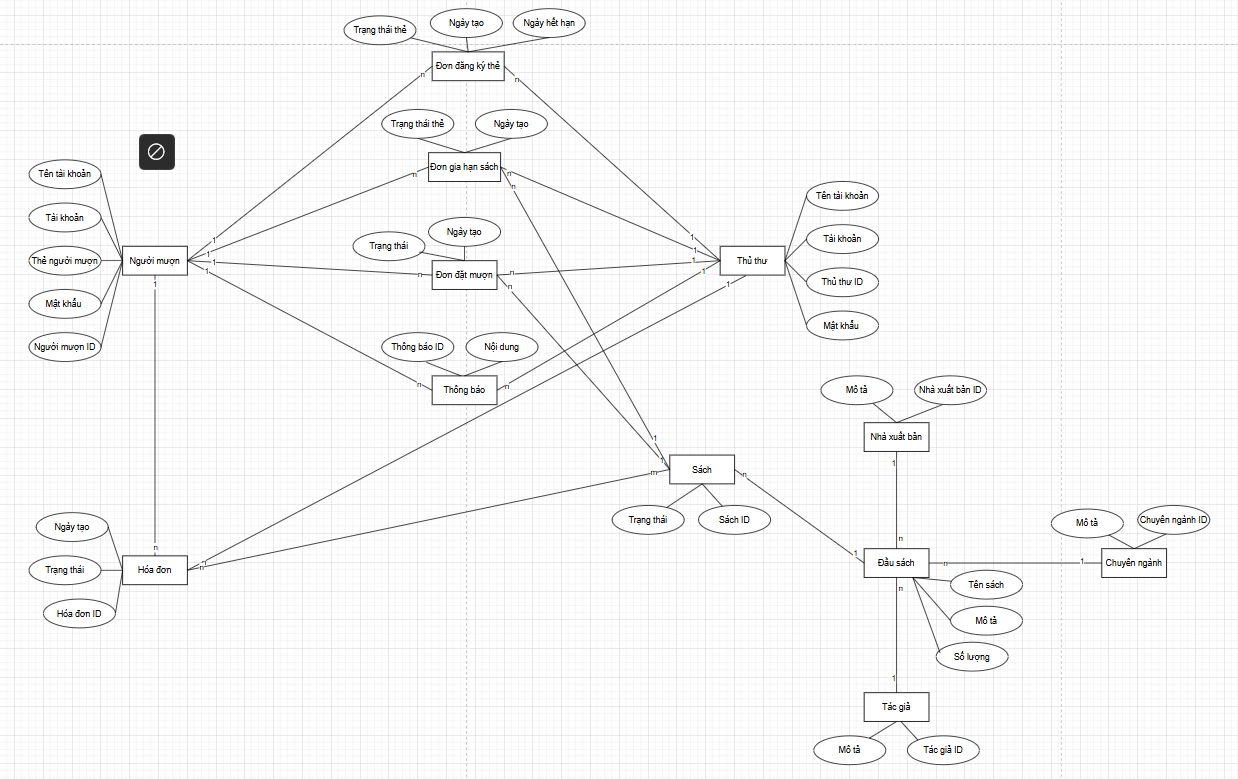 Trạng thái thẻ
Ngày tạo
Ngày hết hạn
Đơn đăng ký thẻ
n
n
Trạng thái thẻ
Ngày tạo
Đơn gia hạn sách
n
n
n
Tên tài khoản
Tài khoản
Thẻ người mượn
Mật khẩu
Người mượn ID
Người mượn
1
1
1
1
1
Trạng thái
Ngày tạo
Đơn đặt mượn
n
n
n
Thông báo ID
Nội dung
Thông báo
n
n
Thủ thư
1
1
1
1
1
Tên tài khoản
Tài khoản
Thủ thư ID
Mật khẩu
Mô tả
Nhà xuất bản ID
Nhà xuất bản
1
1
1
m
Sách
n
Trạng thái
Sách ID
Ngày tạo
Trạng thái
Hóa đơn ID
n
Hóa đơn
n
n
n
1
Đầu sách
n
1
Mô tả
Chuyên ngành ID
Chuyên ngành
n
Tên sách
Mô tả
Số lượng
1
Tác giả
Mô tả
Tác giả ID